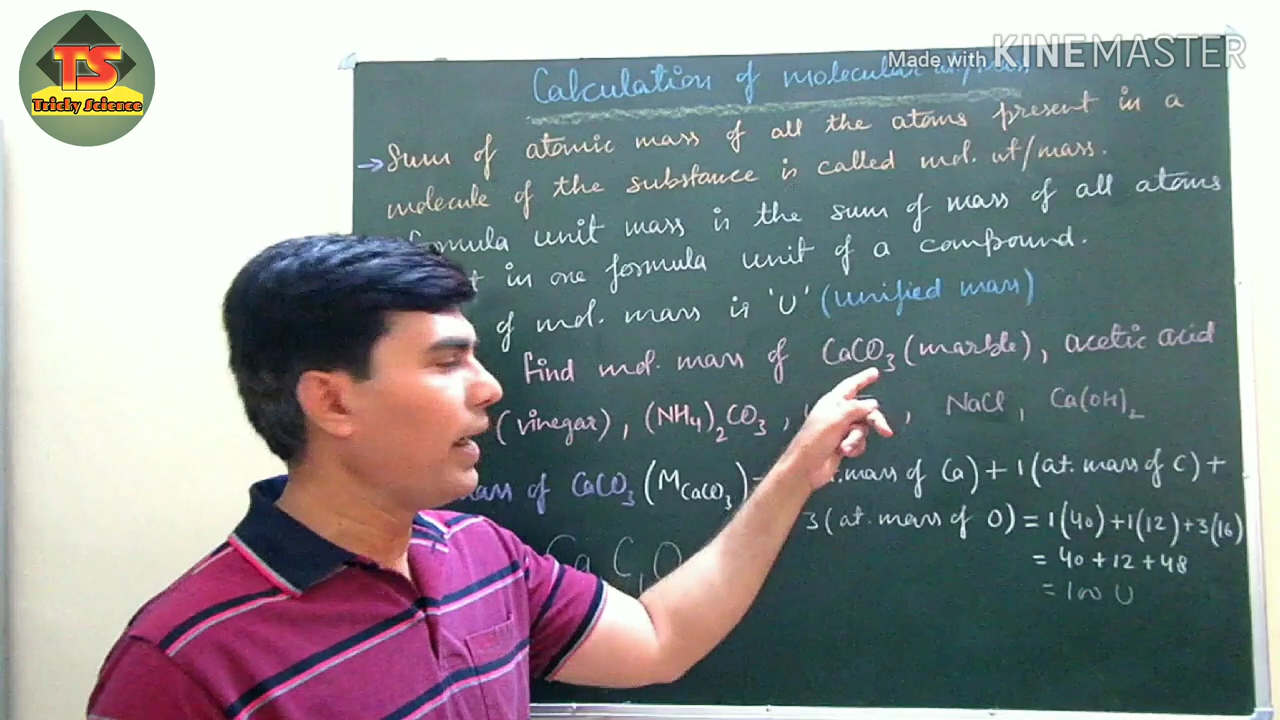 TS
Tricky Science
Made with KINEMASTER
Calculation of molecular wt/mass
→ Sum of atomic mass of all the atoms present in a
molecule of the substance is called mol. wt/mass.
formula unit mass is the sum of mass of all atoms
in one formula unit of a compound.
of mol. mass is 'U' (unified mass)
find mol. mass of CaCO3 (marble), acetic acid
(vinegar), (NH4)2CO3, , NaCl, Ca(OH)2
mass of CaCO3 (MCaCO3) = .mass of Ca) + 1 (at. mass of C) +
3 (at. mass of O) = 1(40) + 1(12) + 3(16)
= 40 + 12 + 48
= 100 U
Ca C, O